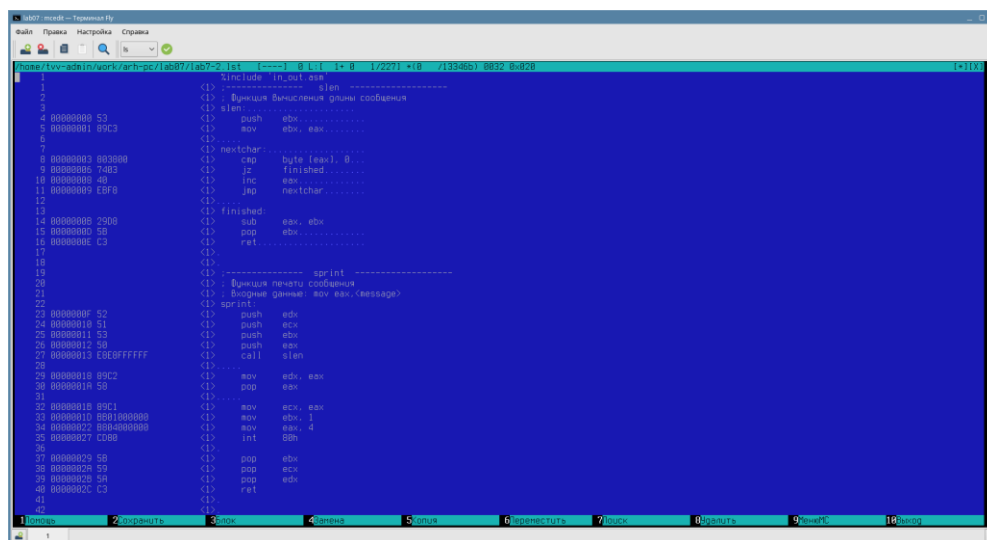 lab07 : mcedit — Терминал Fly
Файл Правка Настройка Справка
ls
/home/tvv-admin/work/arh-pc/lab07/lab7-2.lst [----] 0 L:[ 1+ 0 1/227] *(0 /13346b) 0032 0x020 [*][X]
1 %include 'in_out.asm'
1 <1> ;--------------- slen -------------------
2 <1> ; Функция вычисления длины сообщения
3 <1> slen:.....................
4 00000000 53 <1> push ebx.............
5 00000001 89C3 <1> mov ebx, eax........
6 <1>.....
7 <1> nextchar:...................
8 00000003 803800 <1> cmp byte [eax], 0...
9 00000006 7403 <1> jz finished........
10 00000008 40 <1> inc eax.............
11 00000009 EBF8 <1> jmp nextchar........
12 <1>.....
13 <1> finished:
14 0000000B 29D8 <1> sub eax, ebx
15 0000000D 5B <1> pop ebx.............
16 0000000E C3 <1> ret.....................
17 <1>.
18 <1>.
19 <1> ;--------------- sprint -------------------
20 <1> ; Функция печати сообщения
21 <1> ; Входные данные: mov eax,<message>
22 <1> sprint:
23 0000000F 52 <1> push edx
24 00000010 51 <1> push ecx
25 00000011 53 <1> push ebx
26 00000012 50 <1> push eax
27 00000013 E8E8FFFFFF <1> call slen
28 <1>.....
29 00000018 89C2 <1> mov edx, eax
30 0000001A 58 <1> pop eax
31 <1>.....
32 0000001B 89C1 <1> mov ecx, eax
33 0000001D BB01000000 <1> mov ebx, 1
34 00000022 B804000000 <1> mov eax, 4
35 00000027 CD80 <1> int 80h
36 <1>.
37 00000029 5B <1> pop ebx
38 0000002A 59 <1> pop ecx
39 0000002B 5A <1> pop edx
40 0000002C C3 <1> ret
41 <1>.
42 <1>.
1Помощь 2Сохранить 3Блок 4Замена 5Копия 6Переместить 7Поиск 8Удалить 9МенюMC 10Выход
1